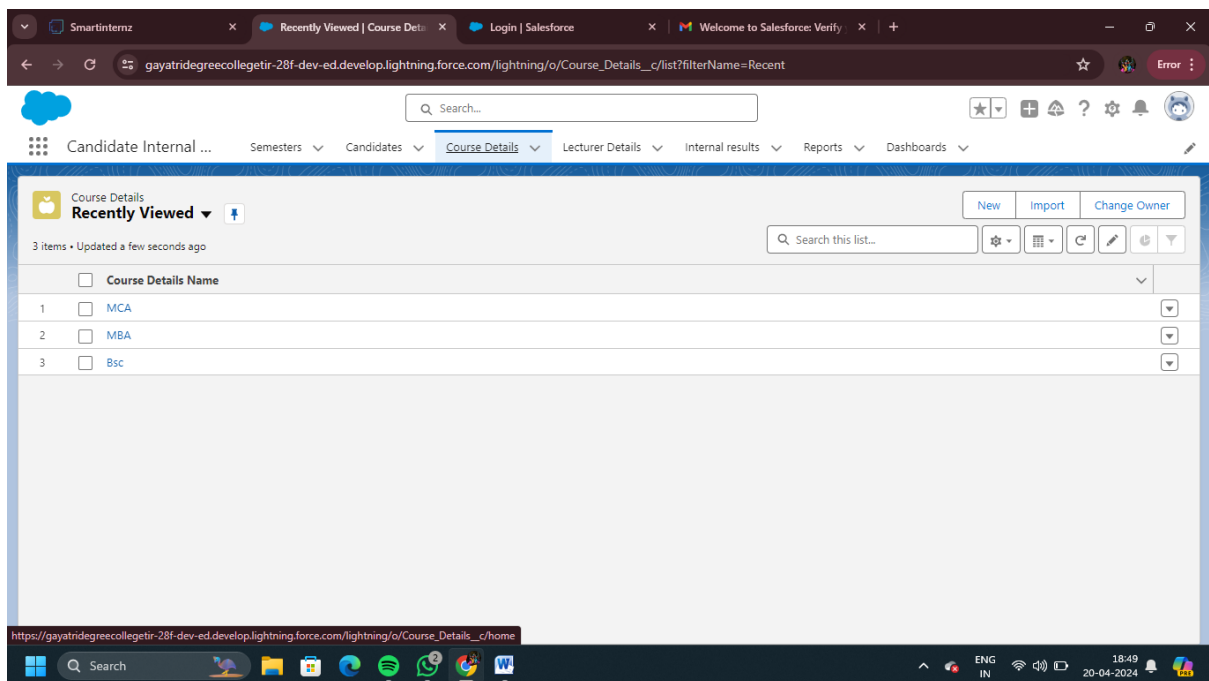 Smartinternz
Recently Viewed | Course Deta
Login | Salesforce
Welcome to Salesforce: Verify
gayatridegreecollegetir-28f-dev-ed.develop.lightning.force.com/lightning/o/Course_Details__c/list?filterName=Recent
Error
Search...
Candidate Internal ...
Semesters
Candidates
Course Details
Lecturer Details
Internal results
Reports
Dashboards
Course Details
Recently Viewed
New
Import
Change Owner
3 items • Updated a few seconds ago
Search this list...
Course Details Name
1 MCA
2 MBA
3 Bsc
https://gayatridegreecollegetir-28f-dev-ed.develop.lightning.force.com/lightning/o/Course_Details__c/home
Search
2
W
ENG
IN
18:49
20-04-2024
PRE